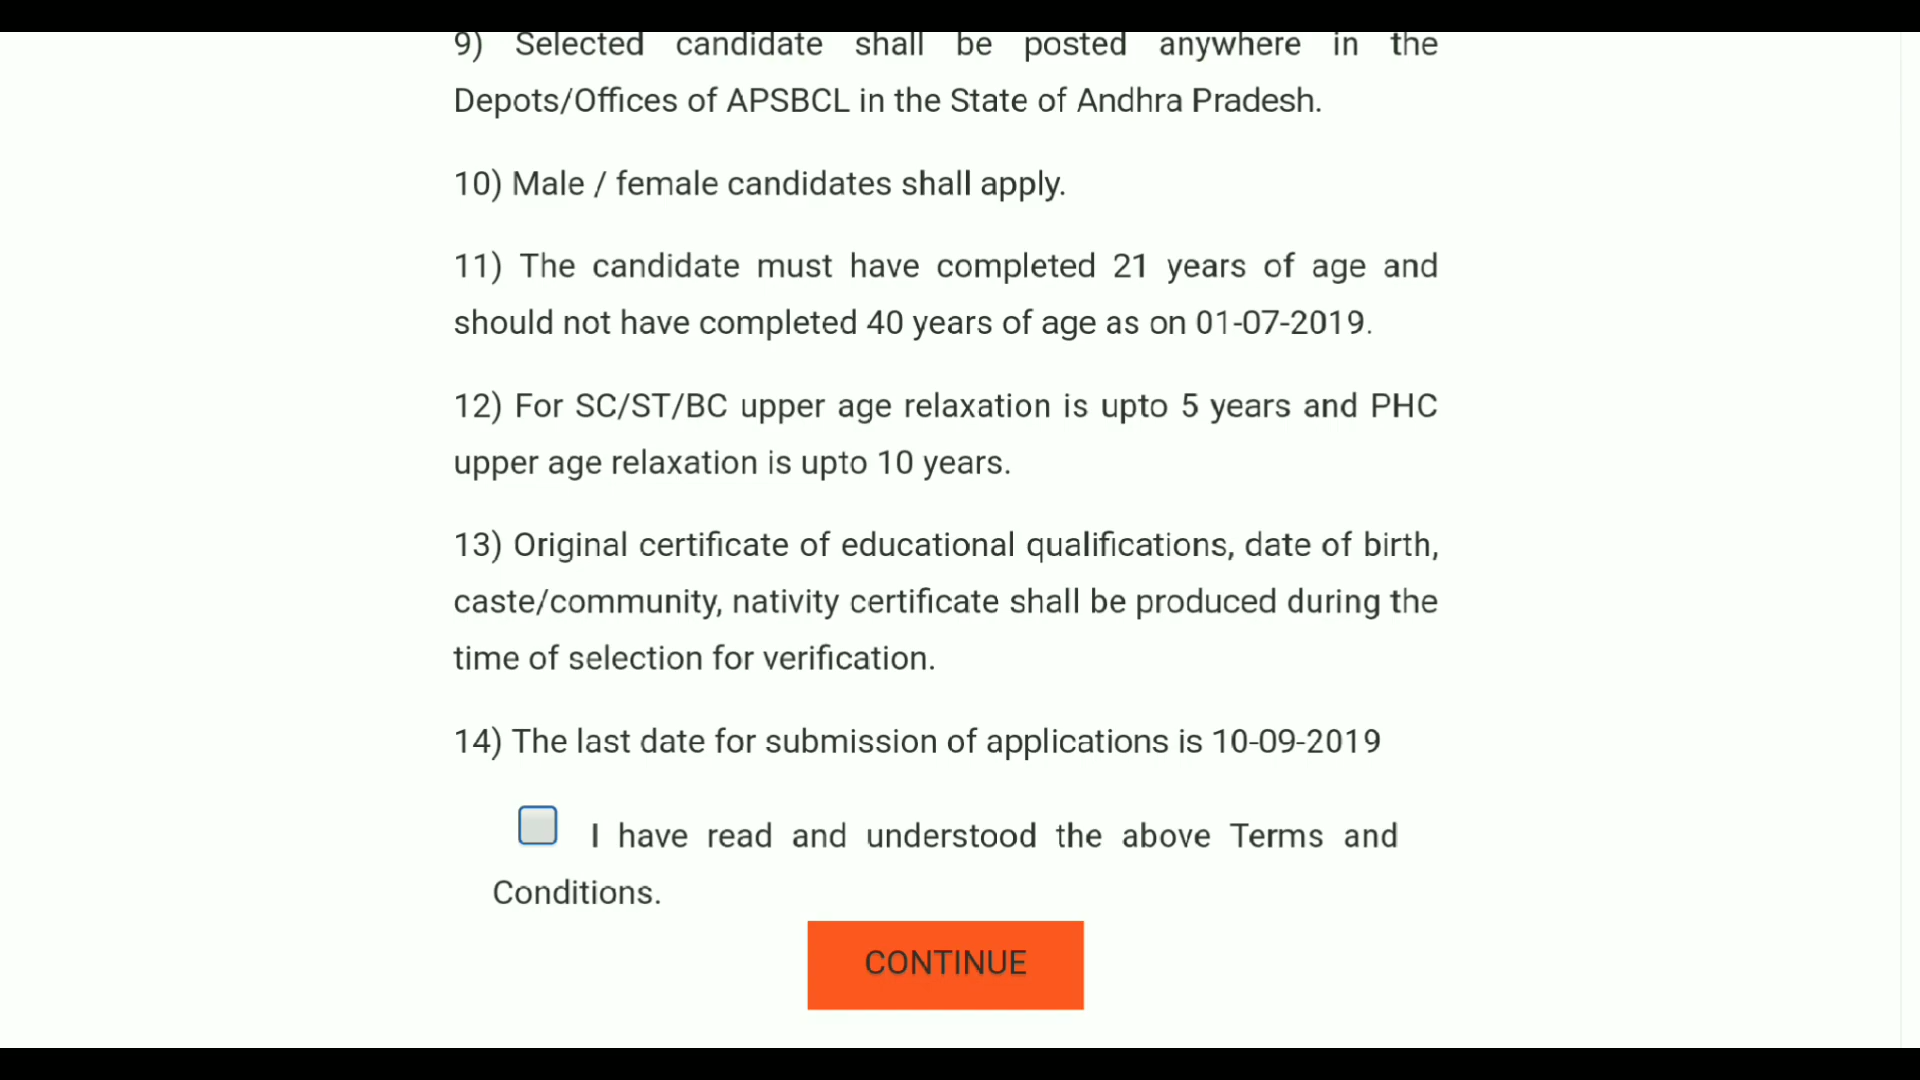 9) Selected candidate shall be posted anywhere in the
Depots/Offices of APSBCL in the State of Andhra Pradesh.
10) Male / female candidates shall apply.
11) The candidate must have completed 21 years of age and
should not have completed 40 years of age as on 01-07-2019.
12) For SC/ST/BC upper age relaxation is upto 5 years and PHC
upper age relaxation is upto 10 years.
13) Original certificate of educational qualifications, date of birth,
caste/community, nativity certificate shall be produced during the
time of selection for verification.
14) The last date for submission of applications is 10-09-2019
I have read and understood the above Terms and
Conditions.
CONTINUE